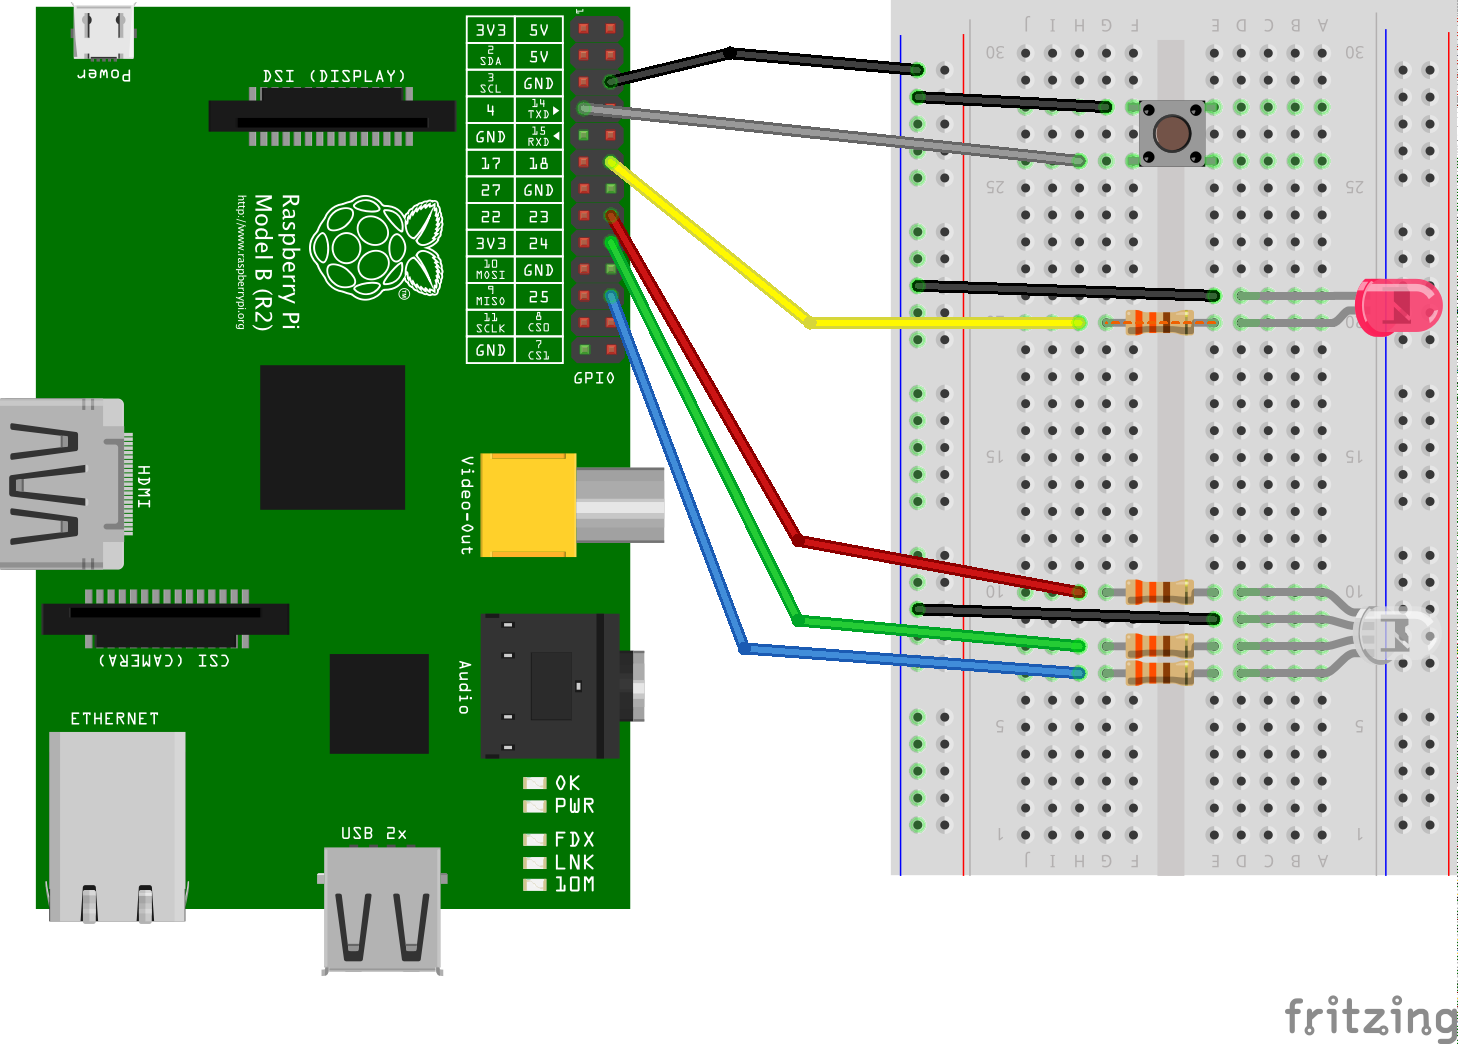 1
3V3 5V
2 SDA 5V
3 SCL GND
4 14 TXD
GND 15 RXD
17 18
27 GND
22 23
3V3 24
10 MOSI GND
9 MISO 25
11 SCLK 8 CS0
GND 7 CS1
GPIO
Power
DSI (DISPLAY)
Raspberry Pi
Model B (R2)
http://www.raspberrypi.org
TM
HDMI
Video-Out
CSI (CAMERA)
Audio
ETHERNET
OK
PWR
FDX
LNK
10M
USB 2x
J I H G F E D C B A
30 30
25 25
20 20
15 15
10 10
5 5
1 1
J I H G F E D C B A
fritzing